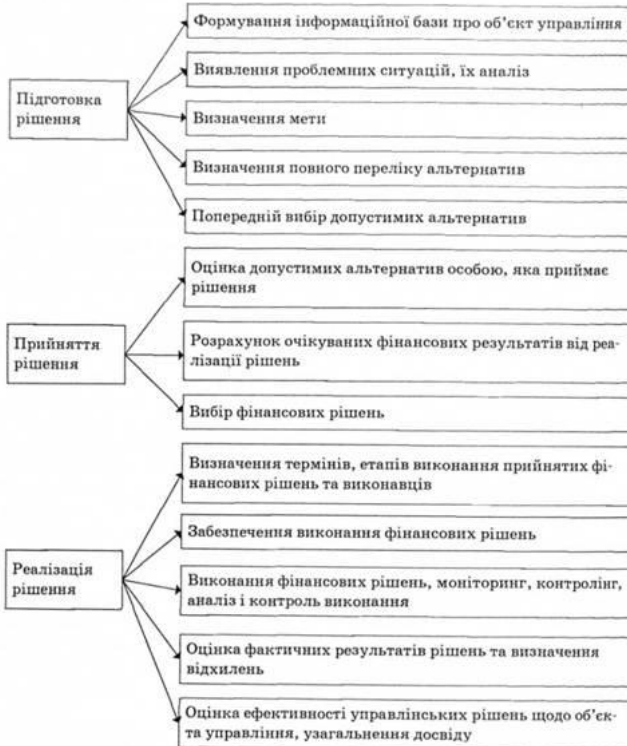 Формування інформаційної бази про об’єкт управління
Виявлення проблемних ситуацій, їх аналіз
Підготовка
рішення
Визначення мети
Визначення повного переліку альтернатив
Попередній вибір допустимих альтернатив
Оцінка допустимих альтернатив особою, яка приймає
рішення
Прийняття
рішення
Розрахунок очікуваних фінансових результатів від реа-
лізації рішень
Вибір фінансових рішень
Визначення термінів, етапів виконання прийнятих фі-
нансових рішень та виконавців
Забезпечення виконання фінансових рішень
Реалізація
рішення
Виконання фінансових рішень, моніторинг, контролінг,
аналіз і контроль виконання
Оцінка фактичних результатів рішень та визначення
відхилень
Оцінка ефективності управлінських рішень щодо об’єк-
та управління, узагальнення досвіду